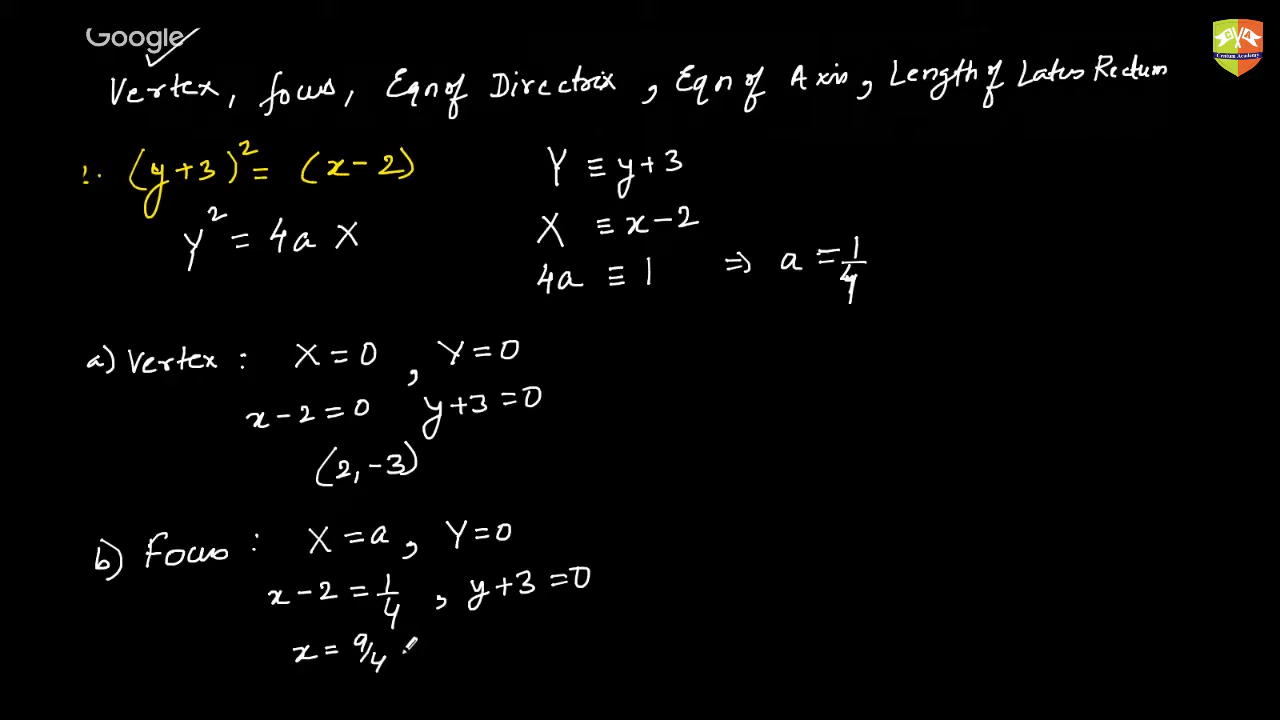 Google
Vertex, focus, Eqn of Directrix, Eqn of Axis, Length of Latus Rectum
∴ (y+3)² = (x-2)
Y² = 4a X
Y ≡ y+3
X ≡ x-2
4a ≡ 1 ⇒ a = 1/4
a) Vertex : X = 0 , Y = 0
x-2 = 0 y+3 = 0
(2, -3)
b) Focus : X = a , Y = 0
x-2 = 1/4 , y+3 = 0
x = 9/4
Centum Academy